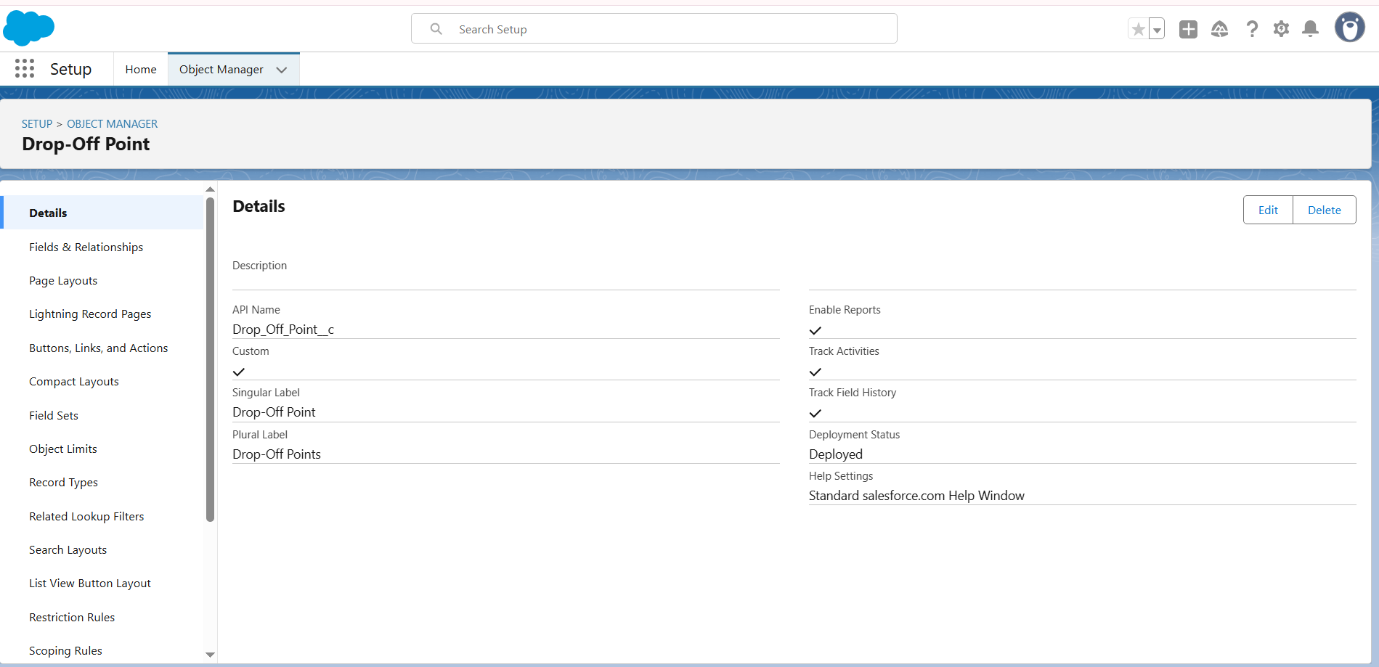 Search Setup
Setup
Home
Object Manager
SETUP > OBJECT MANAGER
Drop-Off Point
Details
Fields & Relationships
Page Layouts
Lightning Record Pages
Buttons, Links, and Actions
Compact Layouts
Field Sets
Object Limits
Record Types
Related Lookup Filters
Search Layouts
List View Button Layout
Restriction Rules
Scoping Rules
Details
Edit
Delete
Description
API Name
Drop_Off_Point__c
Custom
Singular Label
Drop-Off Point
Plural Label
Drop-Off Points
Enable Reports
Track Activities
Track Field History
Deployment Status
Deployed
Help Settings
Standard salesforce.com Help Window